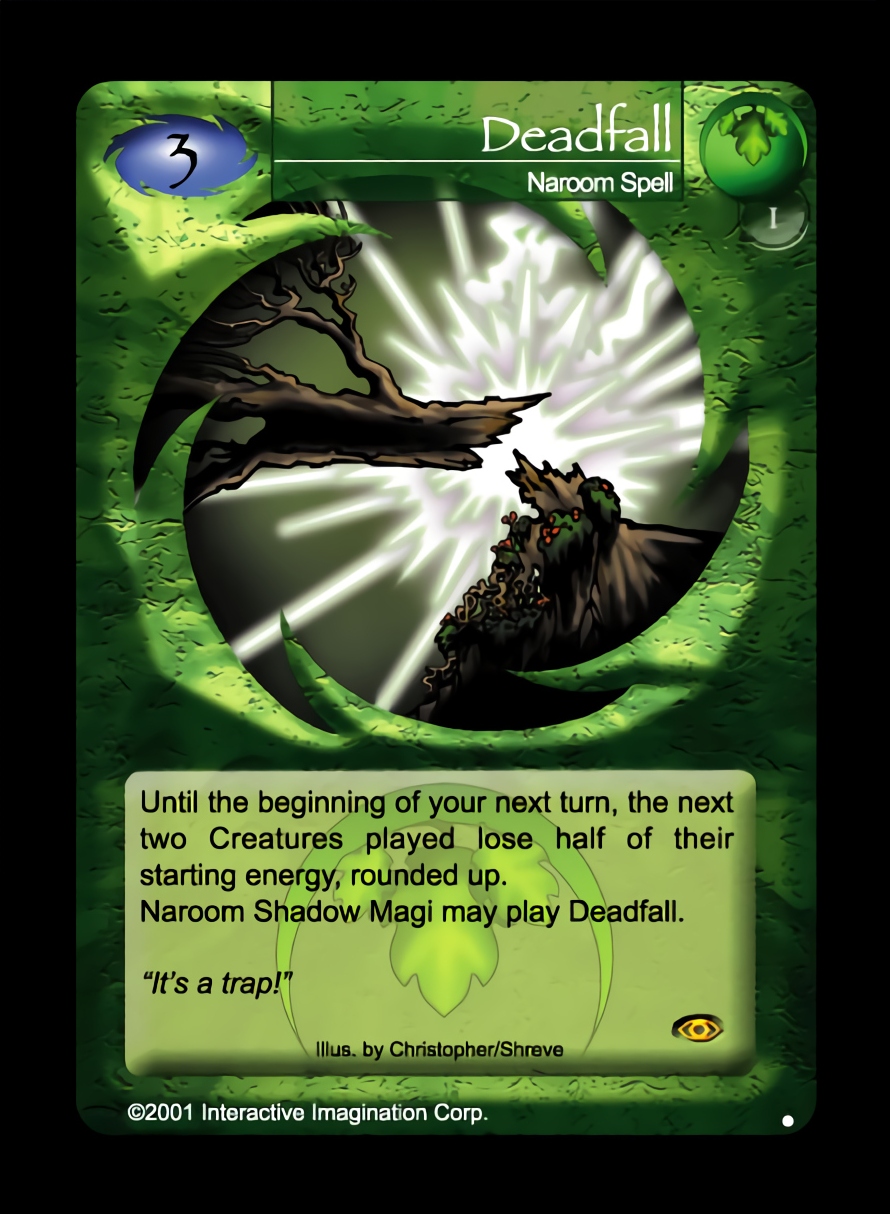 3
Deadfall
Naroom Spell
I
Until the beginning of your next turn, the next
two Creatures played lose half of their
starting energy, rounded up.
Naroom Shadow Magi may play Deadfall.
“It’s a trap!”
Illus. by Christopher/Shreve
©2001 Interactive Imagination Corp.